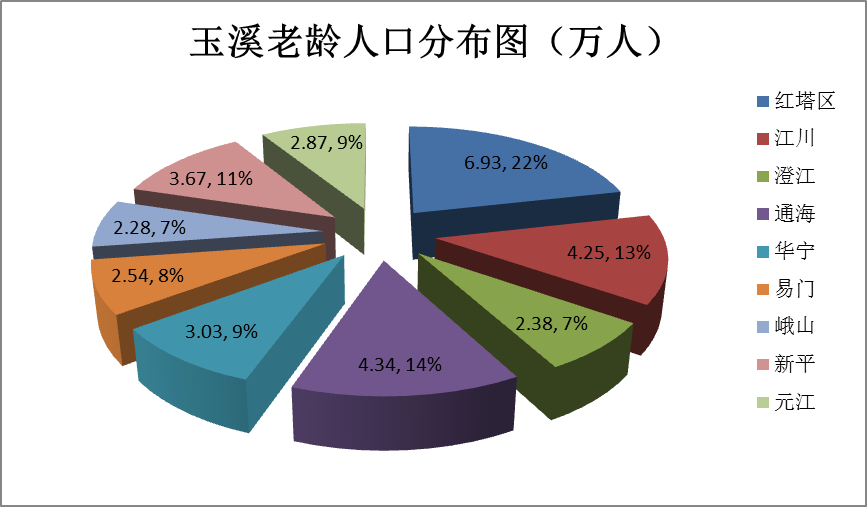 玉溪老龄人口分布图（万人）
6.93, 22%
4.25, 13%
2.38, 7%
4.34, 14%
3.03, 9%
2.54, 8%
2.28, 7%
3.67, 11%
2.87, 9%
红塔区
江川
澄江
通海
华宁
易门
峨山
新平
元江